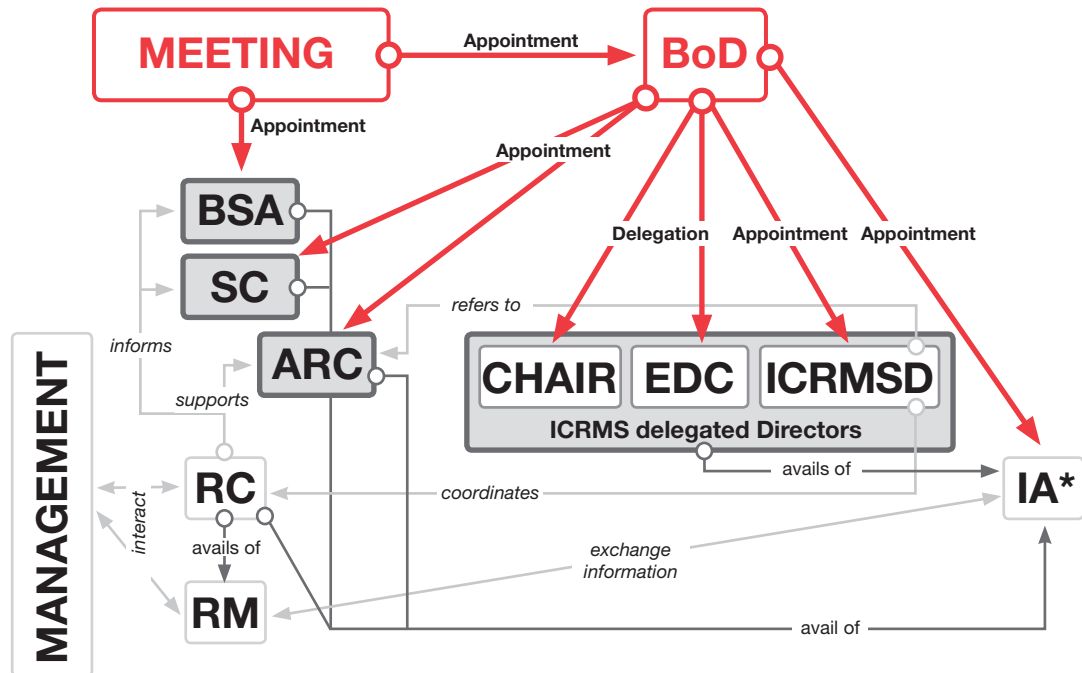 MEETING
Appointment
BoD
Appointment
Appointment
BSA
Delegation
Appointment
Appointment
SC
refers to
informs
ARC
CHAIR
EDC
ICRMSD
supports
ICRMS delegated Directors
MANAGEMENT
avails of
RC
coordinates
IA*
interact
avails of
exchange
information
RM
avail of